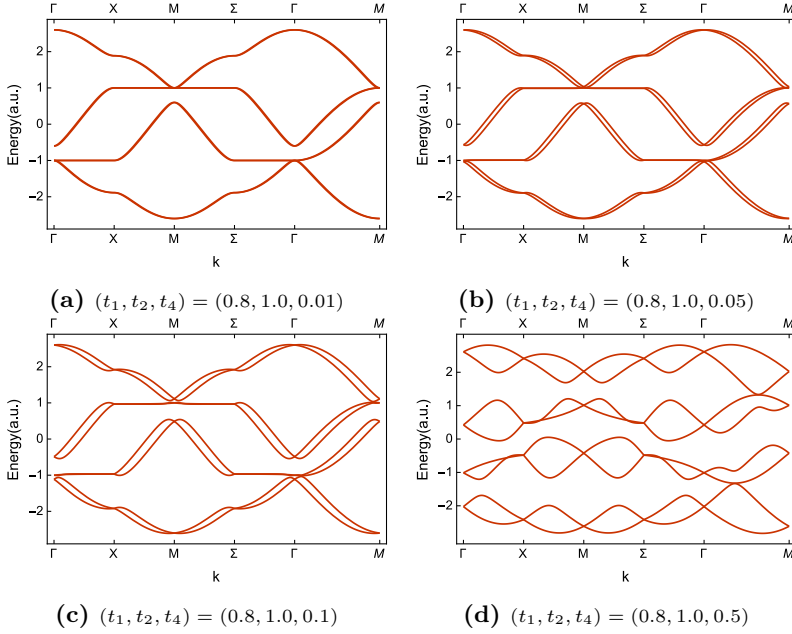 Γ X M Σ Γ M
Energy(a.u.)
2
1
0
−1
−2
Γ X M Σ Γ M
k
(a) (t1, t2, t4) = (0.8, 1.0, 0.01)
Γ X M Σ Γ M
Energy(a.u.)
2
1
0
−1
−2
Γ X M Σ Γ M
k
(b) (t1, t2, t4) = (0.8, 1.0, 0.05)
Γ X M Σ Γ M
Energy(a.u.)
2
1
0
−1
−2
Γ X M Σ Γ M
k
(c) (t1, t2, t4) = (0.8, 1.0, 0.1)
Γ X M Σ Γ M
Energy(a.u.)
2
1
0
−1
−2
Γ X M Σ Γ M
k
(d) (t1, t2, t4) = (0.8, 1.0, 0.5)